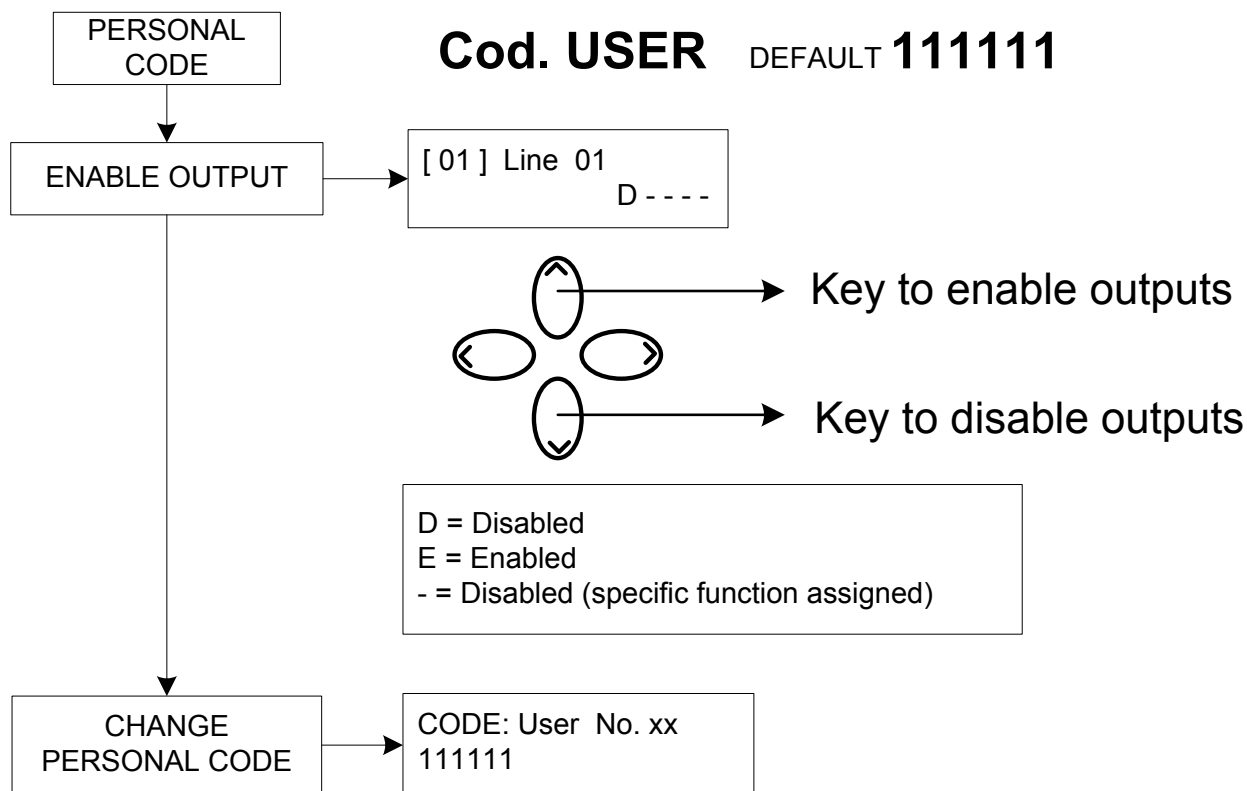 PERSONAL
CODE
Cod. USER DEFAULT 111111
ENABLE OUTPUT
[ 01 ] Line 01
D - - - -
Key to enable outputs
Key to disable outputs
D = Disabled
E = Enabled
- = Disabled (specific function assigned)
CHANGE
PERSONAL CODE
CODE: User No. xx
111111